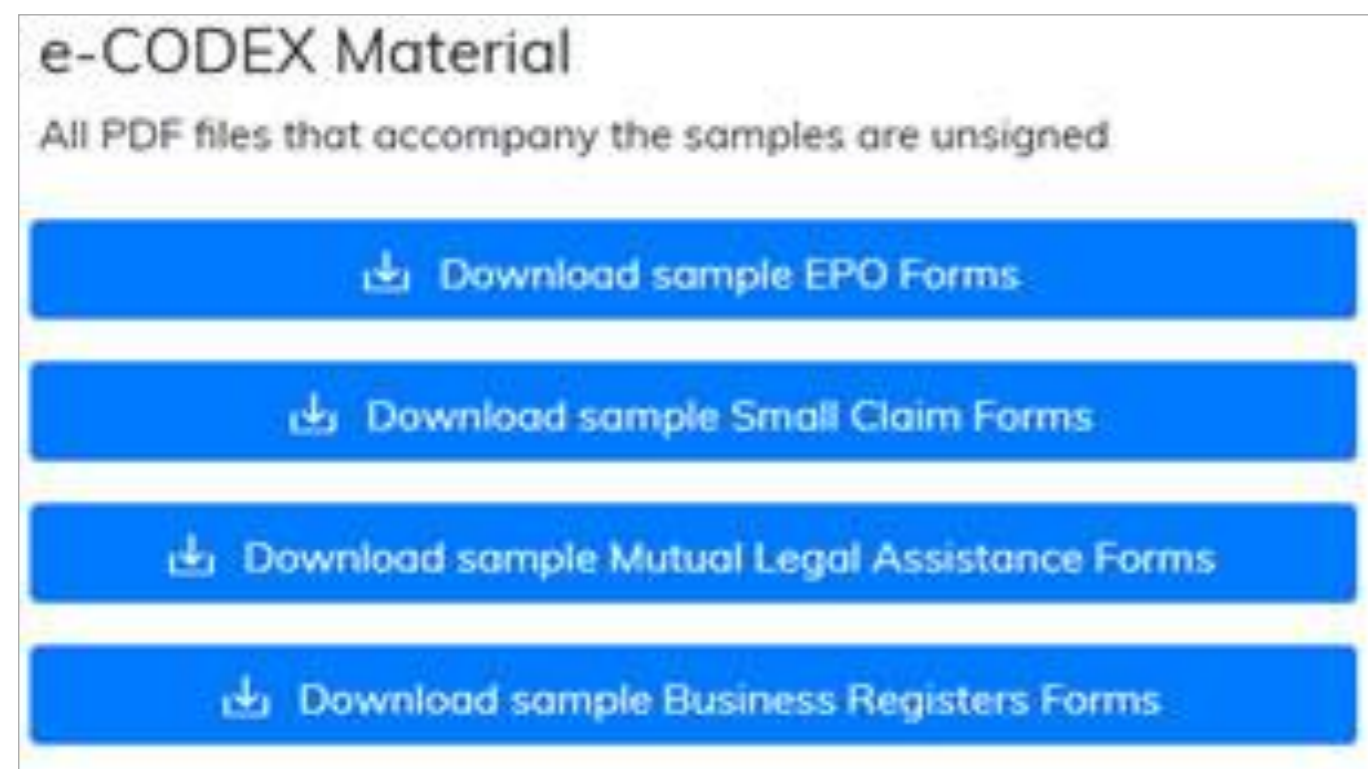 e-CODEX Material
All PDF files that accompany the samples are unsigned
Download sample EPO Forms
Download sample Small Claim Forms
Download sample Mutual Legal Assistance Forms
Download sample Business Registers Forms